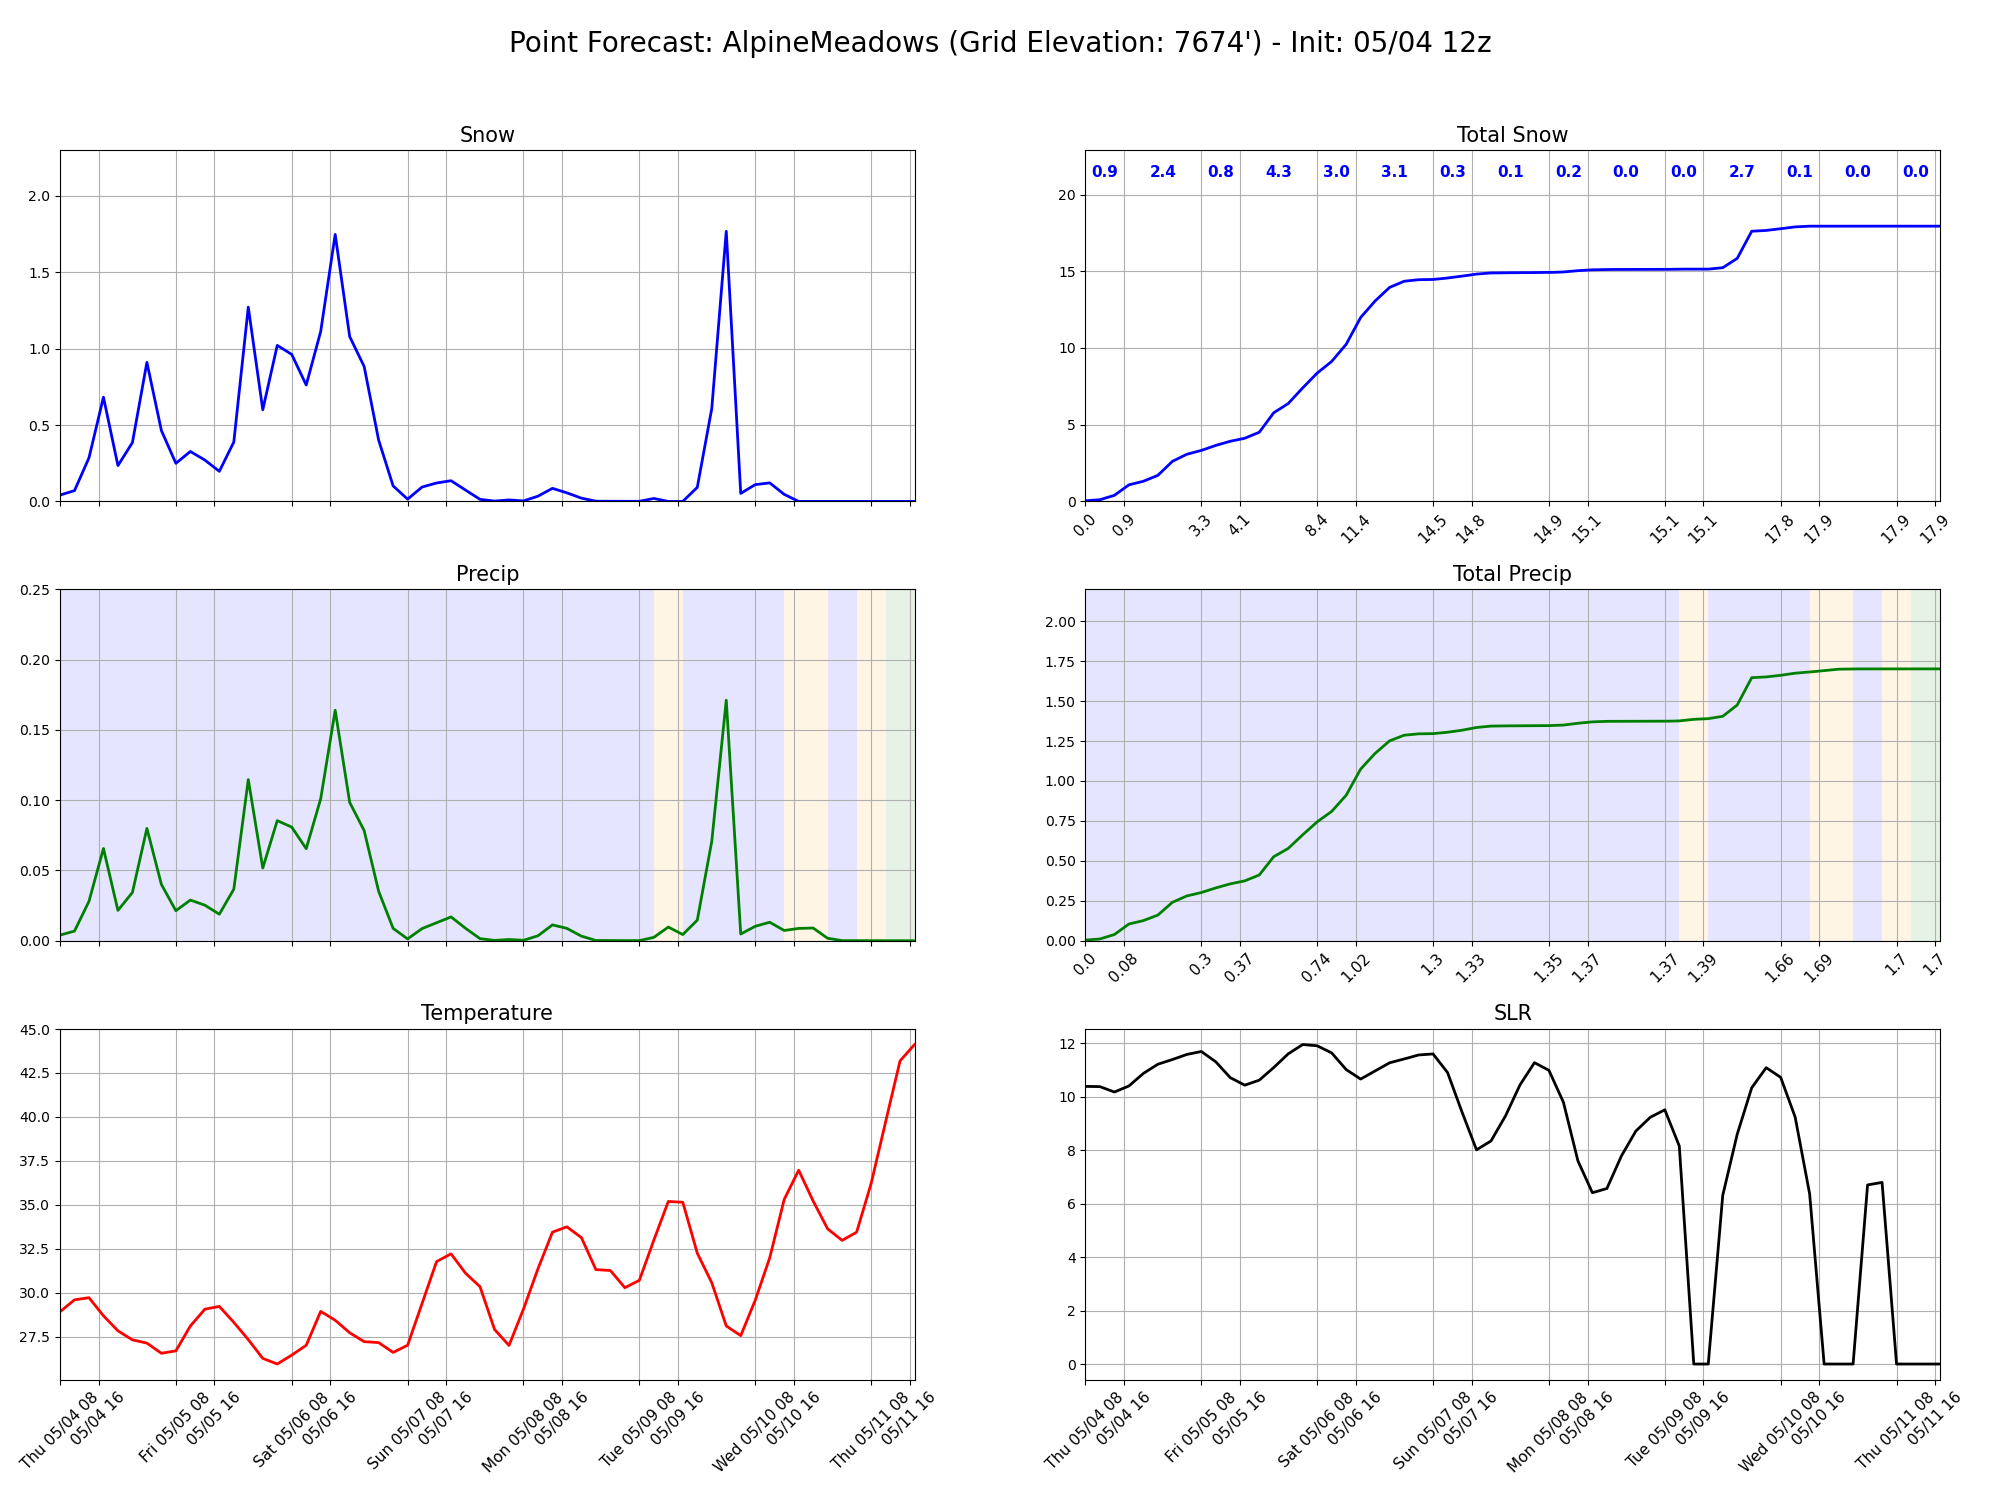 Point Forecast: AlpineMeadows (Grid Elevation: 7674') - Init: 05/04 12z
Snow
2.0
1.5
1.0
0.5
0.0
Total Snow
0.9 2.4 0.8 4.3 3.0 3.1 0.3 0.1 0.2 0.0 0.0 2.7 0.1 0.0 0.0
20
15
10
5
0
0.0 0.9 3.3 4.1 8.4 11.4 14.5 14.8 14.9 15.1 15.1 15.1 17.8 17.9 17.9 17.9
Precip
0.25
0.20
0.15
0.10
0.05
0.00
Total Precip
2.00
1.75
1.50
1.25
1.00
0.75
0.50
0.25
0.00
0.0 0.08 0.3 0.37 0.74 1.02 1.3 1.33 1.35 1.37 1.37 1.39 1.66 1.69 1.7 1.7
Temperature
45.0
42.5
40.0
37.5
35.0
32.5
30.0
27.5
Thu 05/04 08
05/04 16
Fri 05/05 08
05/05 16
Sat 05/06 08
05/06 16
Sun 05/07 08
05/07 16
Mon 05/08 08
05/08 16
Tue 05/09 08
05/09 16
Wed 05/10 08
05/10 16
Thu 05/11 08
05/11 16
SLR
12
10
8
6
4
2
0
Thu 05/04 08
05/04 16
Fri 05/05 08
05/05 16
Sat 05/06 08
05/06 16
Sun 05/07 08
05/07 16
Mon 05/08 08
05/08 16
Tue 05/09 08
05/09 16
Wed 05/10 08
05/10 16
Thu 05/11 08
05/11 16